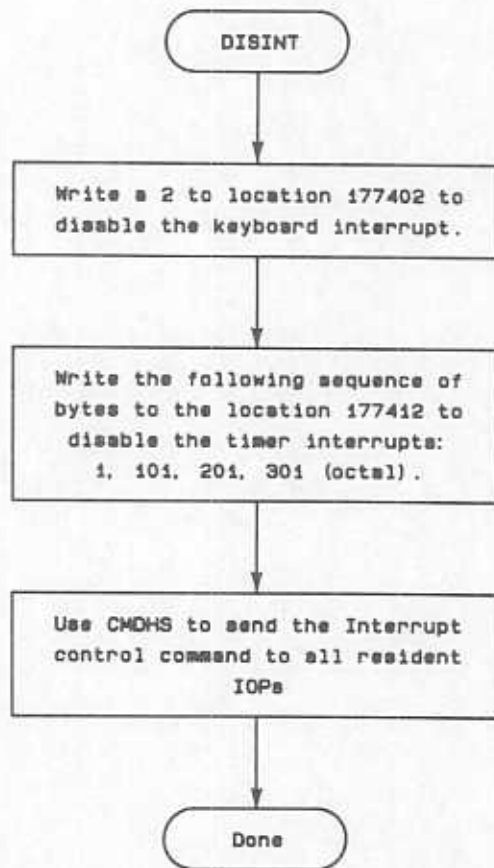 DISINT
Write a 2 to location 177402 to
disable the keyboard interrupt.
Write the following sequence of
bytes to the location 177412 to
disable the timer interrupts:
1, 101, 201, 301 (octal).
Use CMDHS to send the Interrupt
control command to all resident
IOPs
Done